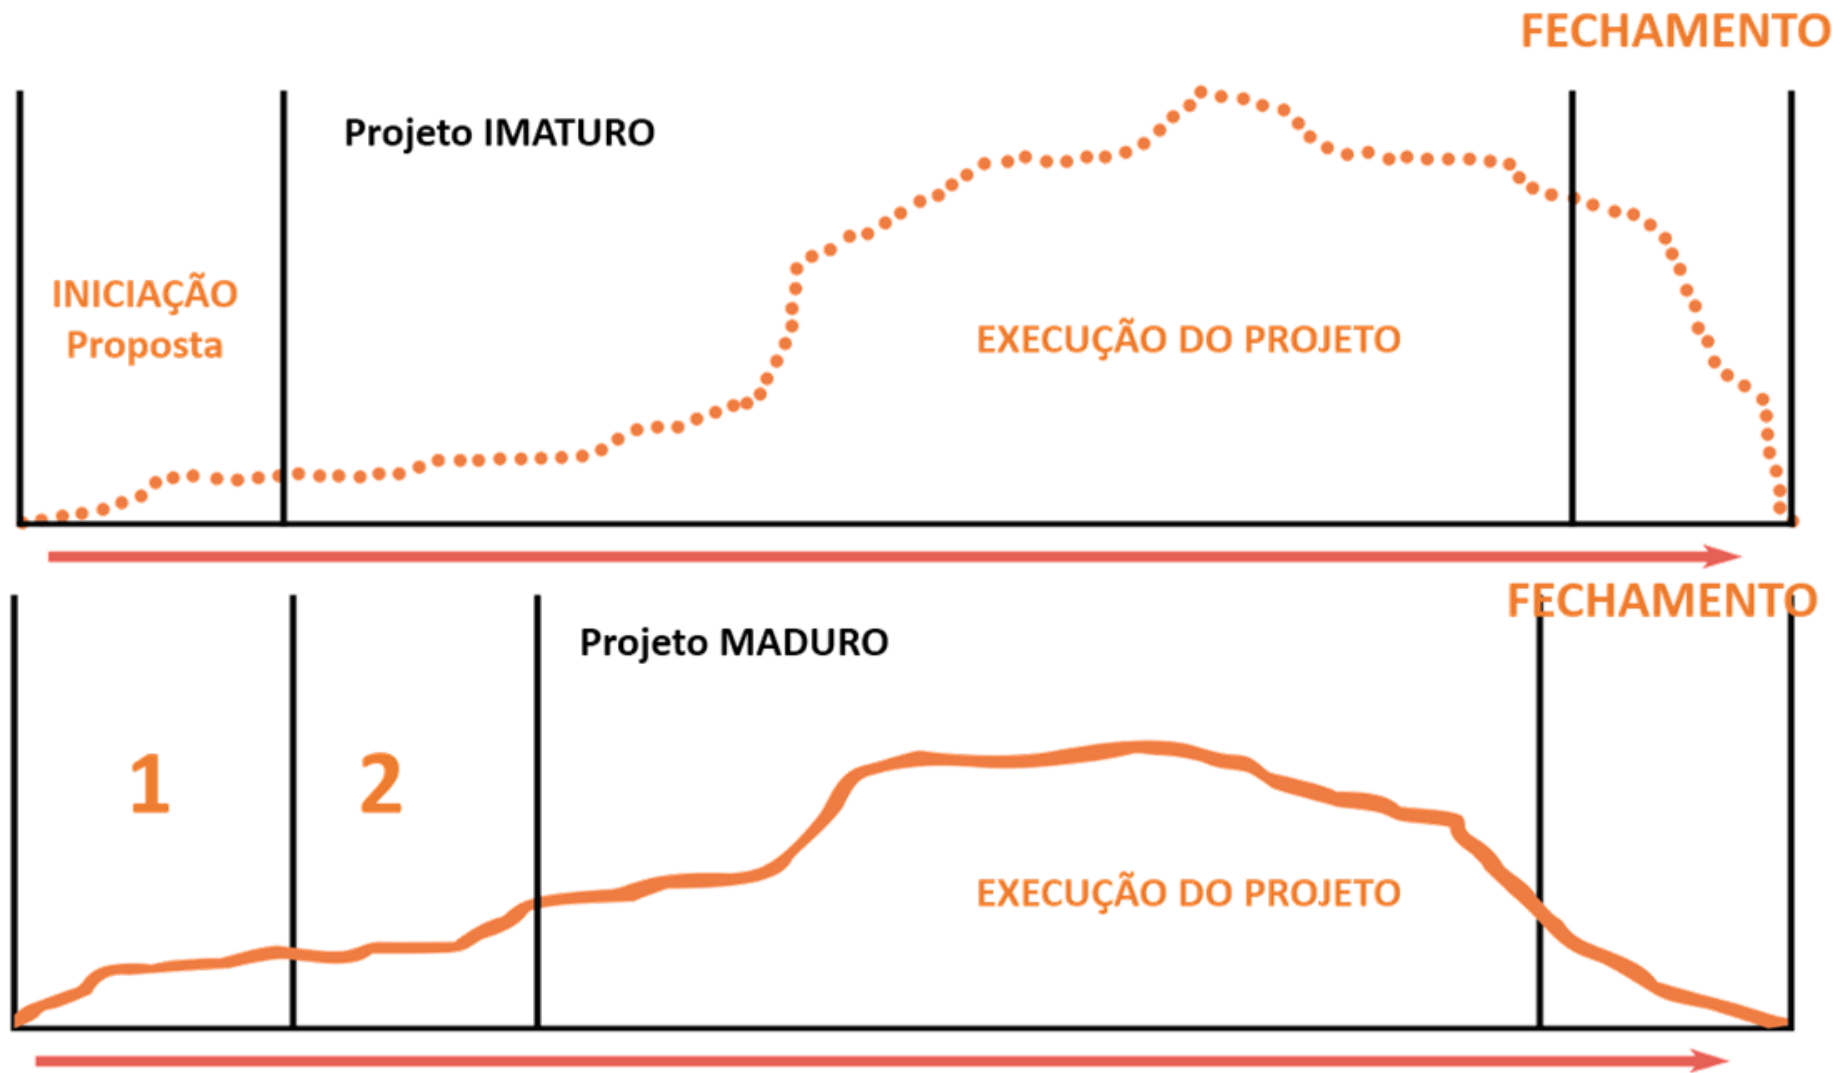 FECHAMENTO
Projeto IMATURO
INICIAÇÃO
Proposta
EXECUÇÃO DO PROJETO
FECHAMENTO
Projeto MADURO
1
2
EXECUÇÃO DO PROJETO